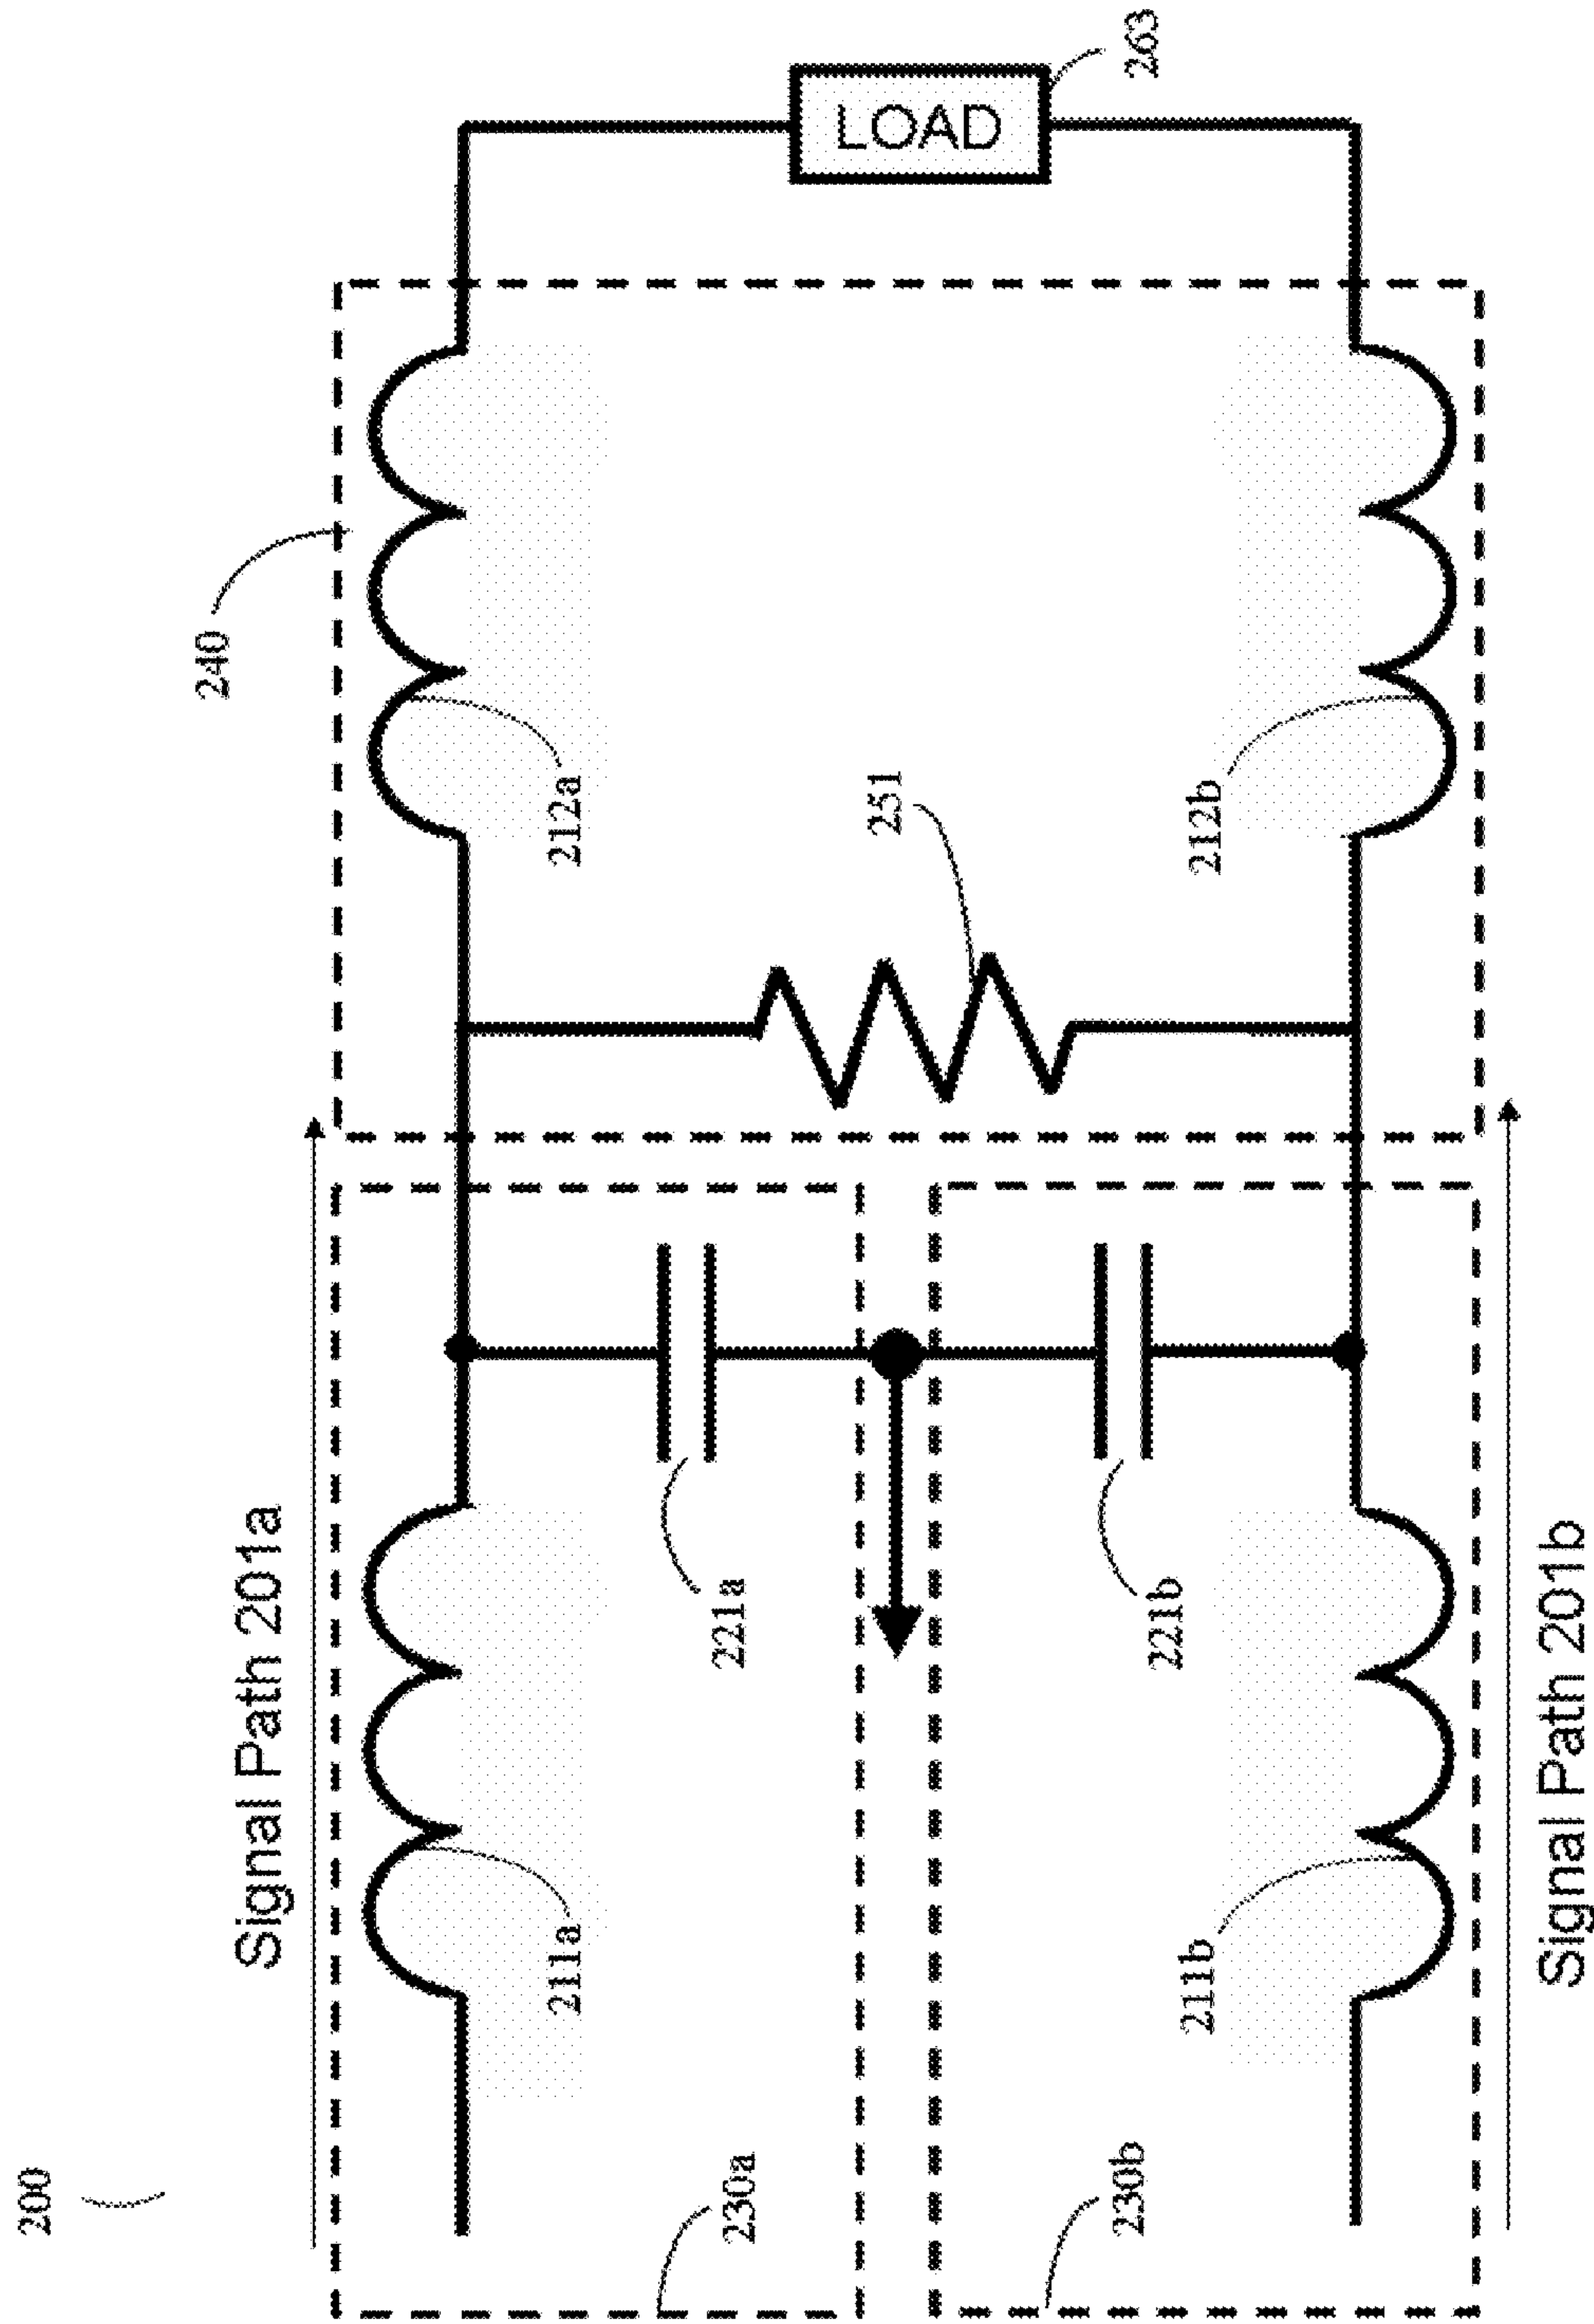 200
Signal Path 201a
240
211a
212a
221a
230a
251
LOAD
263
230b
221b
211b
212b
Signal Path 201b